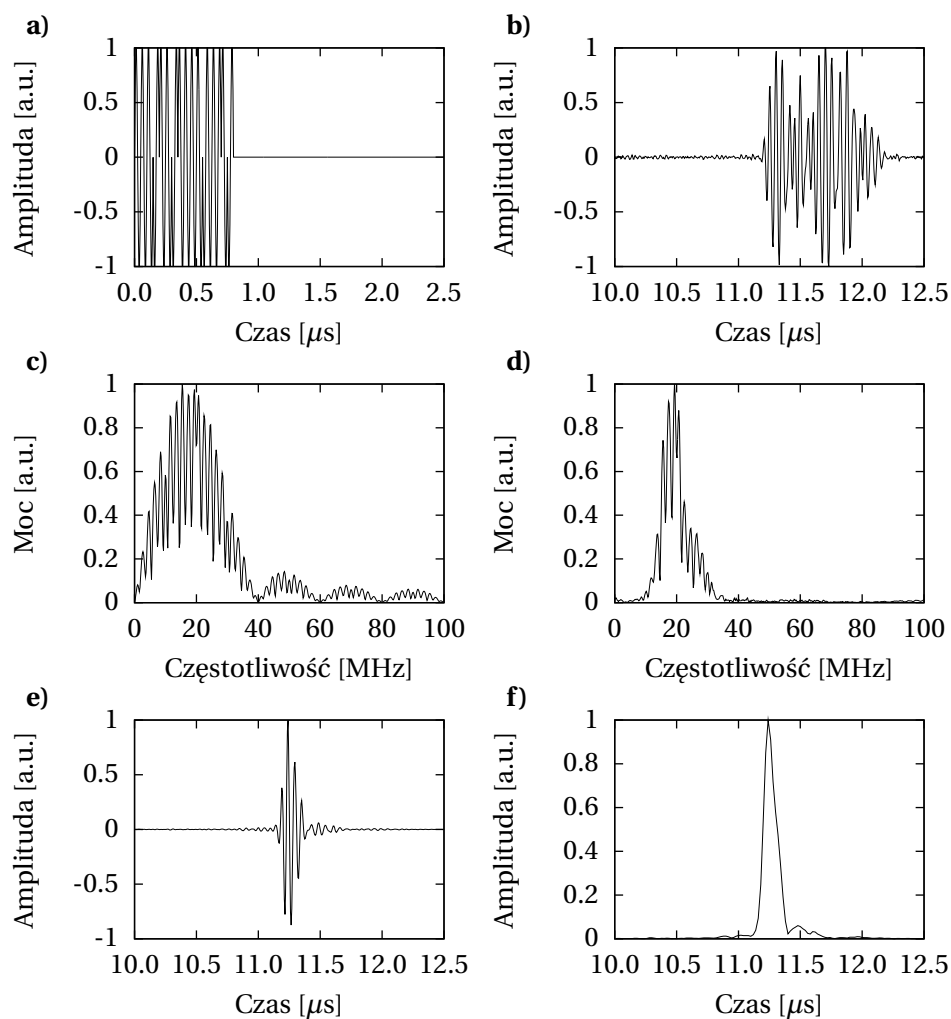 a)
Amplituda [a.u.]
1
0.5
0
-0.5
-1
0.0 0.5 1.0 1.5 2.0 2.5
Czas [μs]
b)
Amplituda [a.u.]
1
0.5
0
-0.5
-1
10.0 10.5 11.0 11.5 12.0 12.5
Czas [μs]
c)
Moc [a.u.]
1
0.8
0.6
0.4
0.2
0
0 20 40 60 80 100
Częstotliwość [MHz]
d)
Moc [a.u.]
1
0.8
0.6
0.4
0.2
0
0 20 40 60 80 100
Częstotliwość [MHz]
e)
Amplituda [a.u.]
1
0.5
0
-0.5
-1
10.0 10.5 11.0 11.5 12.0 12.5
Czas [μs]
f)
Amplituda [a.u.]
1
0.8
0.6
0.4
0.2
0
10.0 10.5 11.0 11.5 12.0 12.5
Czas [μs]